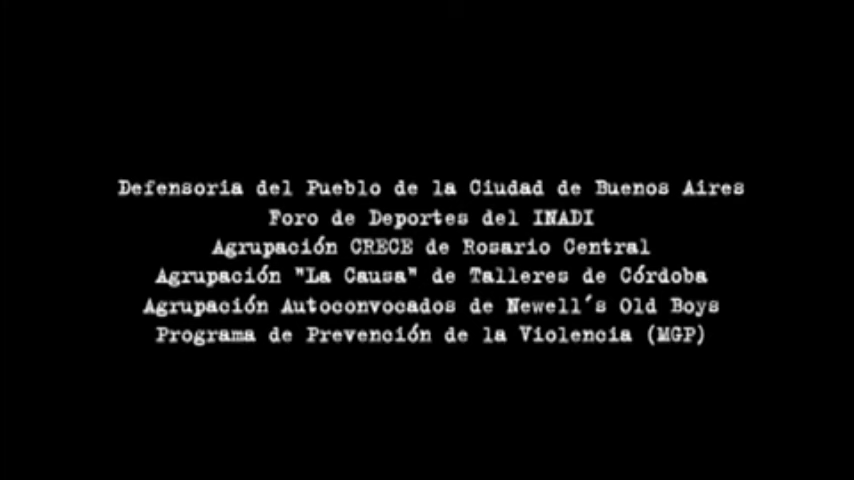 Defensoria del Pueblo de la Ciudad de Buenos Aires
Foro de Deportes del INADI
Agrupación CRECE de Rosario Central
Agrupación "La Causa" de Talleres de Córdoba
Agrupación Autoconvocados de Newell´s Old Boys
Programa de Prevención de la Violencia (MGP)